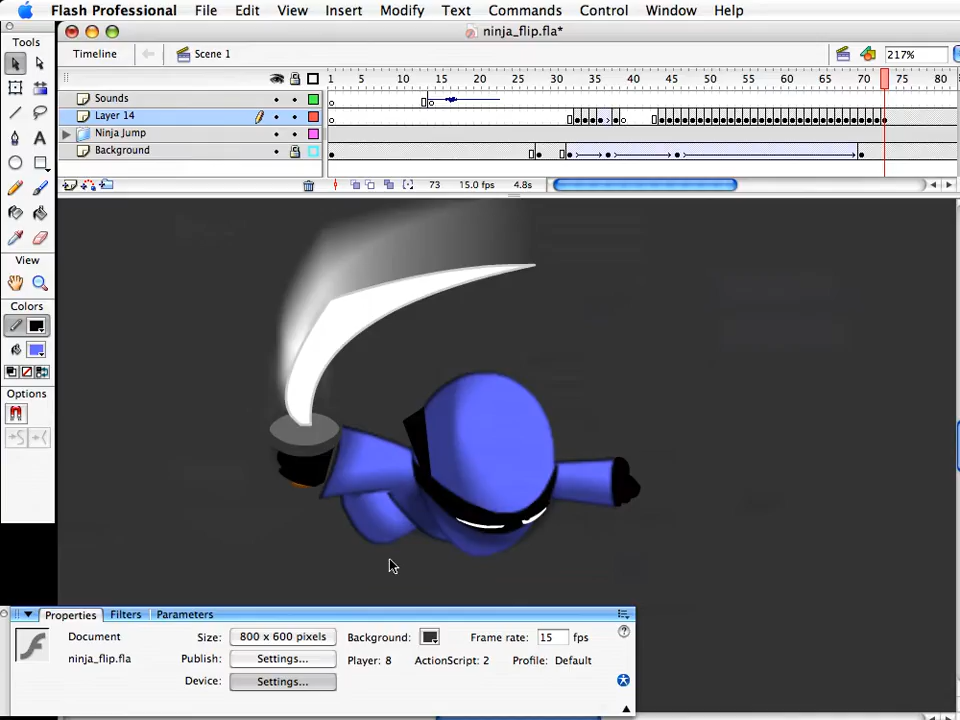 Flash Professional File Edit View Insert Modify Text Commands Control Window Help
ninja_flip.fla*
Tools
Timeline Scene 1 217%
1 5 10 15 20 25 30 35 40 45 50 55 60 65 70 75 80
Sounds
Layer 14
Ninja Jump
Background
73 15.0 fps 4.8s
View
Colors
Options
Properties Filters Parameters
Document Size: 800 x 600 pixels Background: Frame rate: 15 fps
ninja_flip.fla Publish: Settings... Player: 8 ActionScript: 2 Profile: Default
Device: Settings...